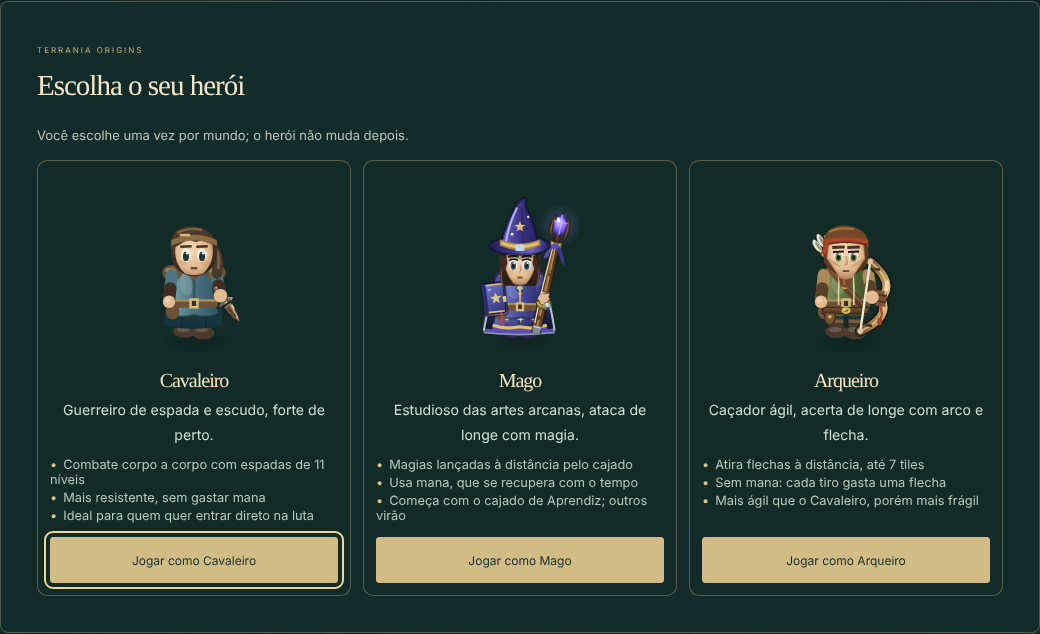 TERRANIA ORIGINS
Escolha o seu herói
Você escolhe uma vez por mundo; o herói não muda depois.
Cavaleiro
Guerreiro de espada e escudo, forte de
perto.
• Combate corpo a corpo com espadas de 11
níveis
• Mais resistente, sem gastar mana
• Ideal para quem quer entrar direto na luta
Jogar como Cavaleiro
Mago
Estudioso das artes arcanas, ataca de
longe com magia.
• Magias lançadas à distância pelo cajado
• Usa mana, que se recupera com o tempo
• Começa com o cajado de Aprendiz; outros
virão
Jogar como Mago
Arqueiro
Caçador ágil, acerta de longe com arco e
flecha.
• Atira flechas à distância, até 7 tiles
• Sem mana: cada tiro gasta uma flecha
• Mais ágil que o Cavaleiro, porém mais frágil
Jogar como Arqueiro